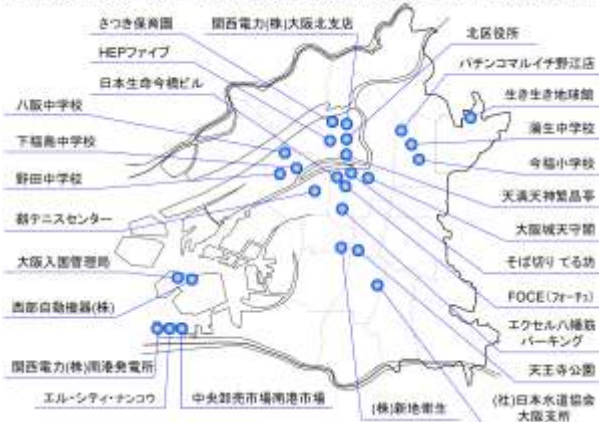 さつき保育園
関西電力(株)大阪北支店
北区役所
HEPファイブ
パチンコマルイチ野江店
日本生命今橋ビル
生き生き地球館
八阪中学校
蒲生中学校
下福島中学校
今福小学校
野田中学校
天満天神繁昌亭
靱テニスセンター
大阪城天守閣
大阪入国管理局
そば切り てる坊
西部自動機器(株)
FOCE(フォーチェ)
エクセル八幡筋
パーキング
関西電力(株)南港発電所
天王寺公園
エル・シティ・ナンコウ
中央卸売市場南港市場
(株)新地衛生
(社)日本水道協会
大阪支所